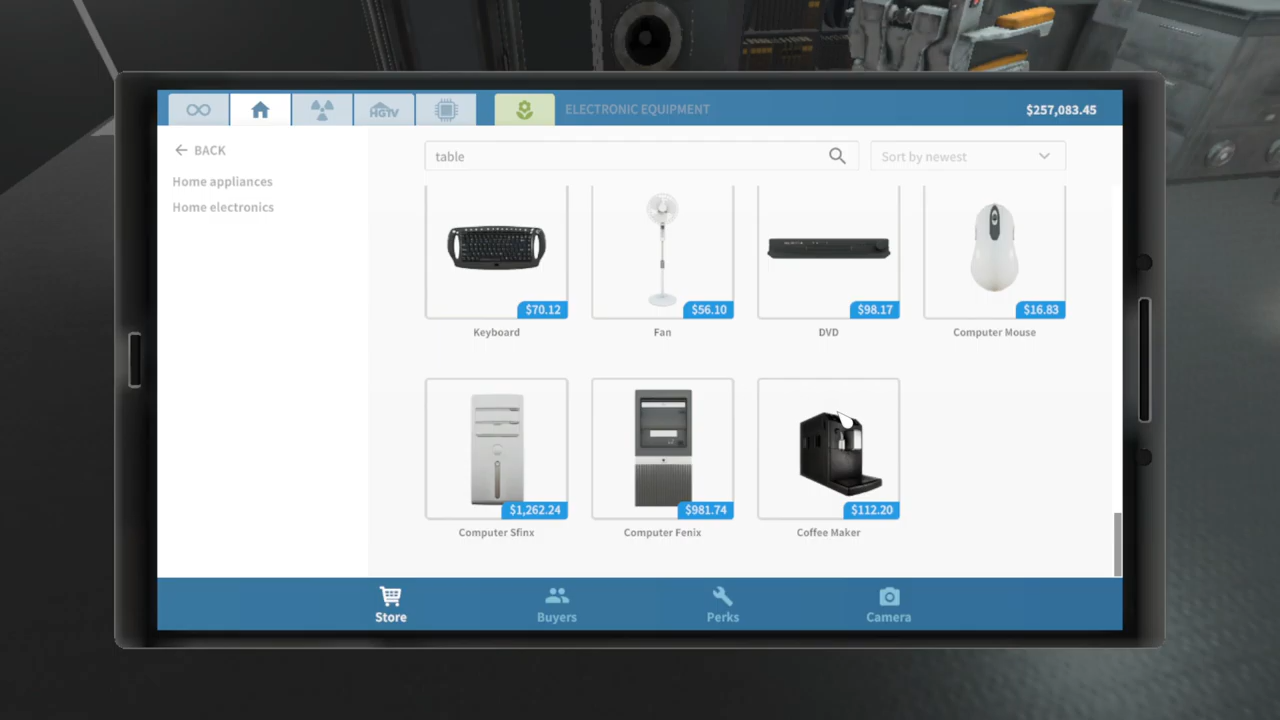 HGTV
ELECTRONIC EQUIPMENT
$257,083.45
BACK
Home appliances
Home electronics
table
Sort by newest
$70.12
$56.10
$98.17
$16.83
Keyboard
Fan
DVD
Computer Mouse
$1,262.24
$981.74
$112.20
Computer Sfinx
Computer Fenix
Coffee Maker
Store
Buyers
Perks
Camera